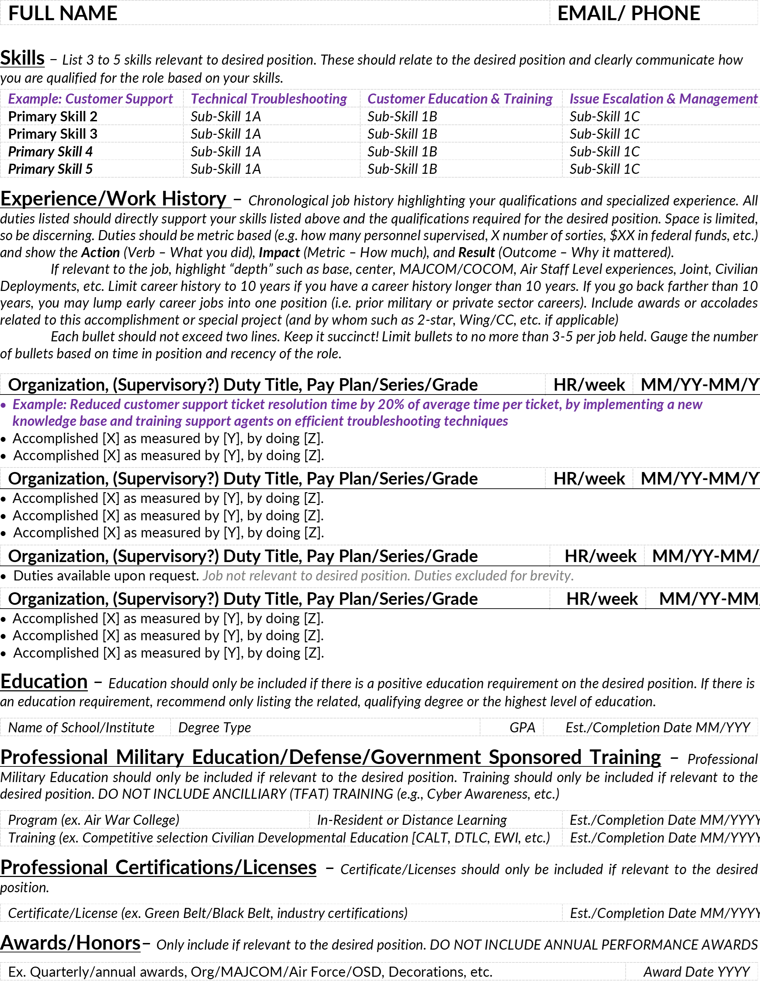 FULL NAME EMAIL/ PHONE
Skills – List 3 to 5 skills relevant to desired position. These should relate to the desired position and clearly communicate how
you are qualified for the role based on your skills.
Example: Customer Support Technical Troubleshooting Customer Education & Training Issue Escalation & Management
Primary Skill 2 Sub-Skill 1A Sub-Skill 1B Sub-Skill 1C
Primary Skill 3 Sub-Skill 1A Sub-Skill 1B Sub-Skill 1C
Primary Skill 4 Sub-Skill 1A Sub-Skill 1B Sub-Skill 1C
Primary Skill 5 Sub-Skill 1A Sub-Skill 1B Sub-Skill 1C
Experience/Work History – Chronological job history highlighting your qualifications and specialized experience. All
duties listed should directly support your skills listed above and the qualifications required for the desired position. Space is limited,
so be discerning. Duties should be metric based (e.g. how many personnel supervised, X number of sorties, $XX in federal funds, etc.)
and show the Action (Verb – What you did), Impact (Metric – How much), and Result (Outcome – Why it mattered).
If relevant to the job, highlight “depth” such as base, center, MAJCOM/COCOM, Air Staff Level experiences, Joint, Civilian
Deployments, etc. Limit career history to 10 years if you have a career history longer than 10 years. If you go back farther than 10
years, you may lump early career jobs into one position (i.e. prior military or private sector careers). Include awards or accolades
related to this accomplishment or special project (and by whom such as 2-star, Wing/CC, etc. if applicable)
Each bullet should not exceed two lines. Keep it succinct! Limit bullets to no more than 3-5 per job held. Gauge the number
of bullets based on time in position and recency of the role.
Organization, (Supervisory?) Duty Title, Pay Plan/Series/Grade HR/week MM/YY-MM/Y
• Example: Reduced customer support ticket resolution time by 20% of average time per ticket, by implementing a new
knowledge base and training support agents on efficient troubleshooting techniques
• Accomplished [X] as measured by [Y], by doing [Z].
• Accomplished [X] as measured by [Y], by doing [Z].
Organization, (Supervisory?) Duty Title, Pay Plan/Series/Grade HR/week MM/YY-MM/Y
• Accomplished [X] as measured by [Y], by doing [Z].
• Accomplished [X] as measured by [Y], by doing [Z].
• Accomplished [X] as measured by [Y], by doing [Z].
Organization, (Supervisory?) Duty Title, Pay Plan/Series/Grade HR/week MM/YY-MM/
• Duties available upon request. Job not relevant to desired position. Duties excluded for brevity.
Organization, (Supervisory?) Duty Title, Pay Plan/Series/Grade HR/week MM/YY-MM/
• Accomplished [X] as measured by [Y], by doing [Z].
• Accomplished [X] as measured by [Y], by doing [Z].
• Accomplished [X] as measured by [Y], by doing [Z].
Education – Education should only be included if there is a positive education requirement on the desired position. If there is
an education requirement, recommend only listing the related, qualifying degree or the highest level of education.
Name of School/Institute Degree Type GPA Est./Completion Date MM/YYY
Professional Military Education/Defense/Government Sponsored Training – Professional
Military Education should only be included if relevant to the desired position. Training should only be included if relevant to the
desired position. DO NOT INCLUDE ANCILLIARY (TFAT) TRAINING (e.g., Cyber Awareness, etc.)
Program (ex. Air War College) In-Resident or Distance Learning Est./Completion Date MM/YYYY
Training (ex. Competitive selection Civilian Developmental Education [CALT, DTLC, EWI, etc.) Est./Completion Date MM/YYYY
Professional Certifications/Licenses – Certificate/Licenses should only be included if relevant to the desired
position.
Certificate/License (ex. Green Belt/Black Belt, industry certifications) Est./Completion Date MM/YYYY
Awards/Honors– Only include if relevant to the desired position. DO NOT INCLUDE ANNUAL PERFORMANCE AWARDS
Ex. Quarterly/annual awards, Org/MAJCOM/Air Force/OSD, Decorations, etc. Award Date YYYY